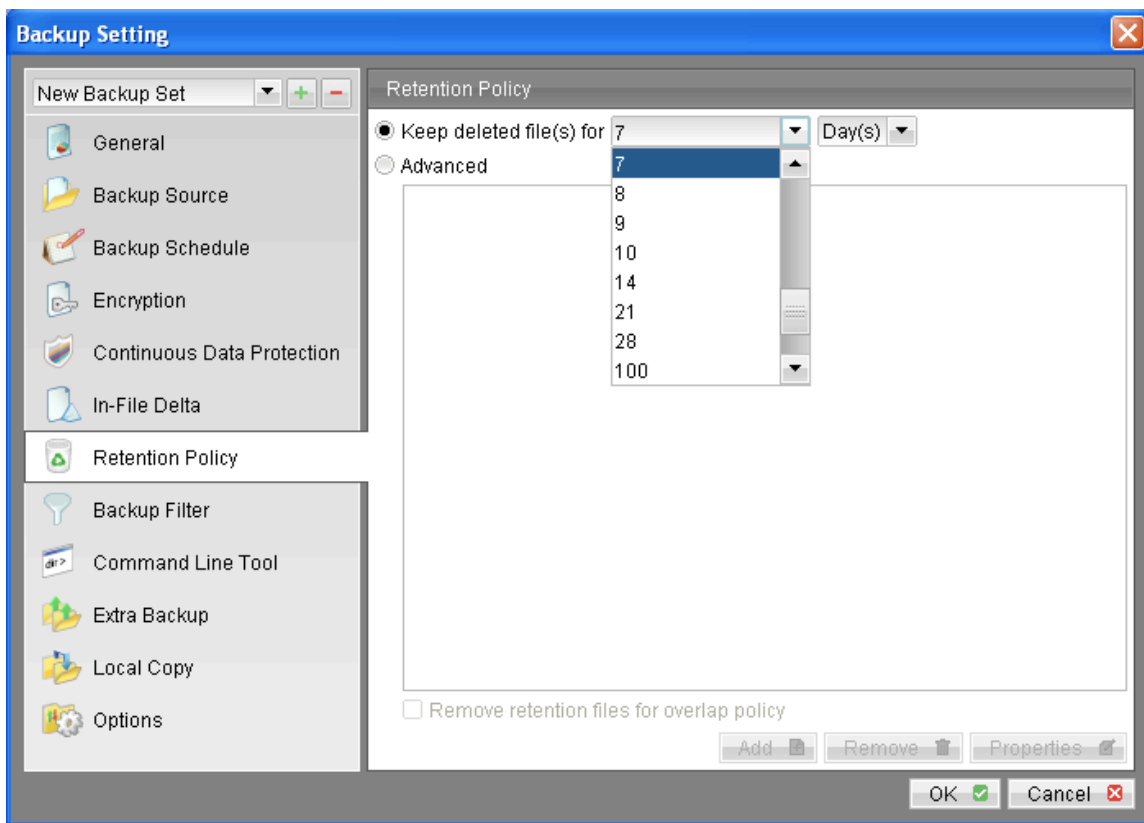 Backup Setting
New Backup Set
General
Backup Source
Backup Schedule
Encryption
Continuous Data Protection
In-File Delta
Retention Policy
Backup Filter
dir>
Command Line Tool
Extra Backup
Local Copy
Options
Retention Policy
Keep deleted file(s) for 7 Day(s)
Advanced
7
8
9
10
14
21
28
100
Remove retention files for overlap policy
Add Remove Properties
OK Cancel